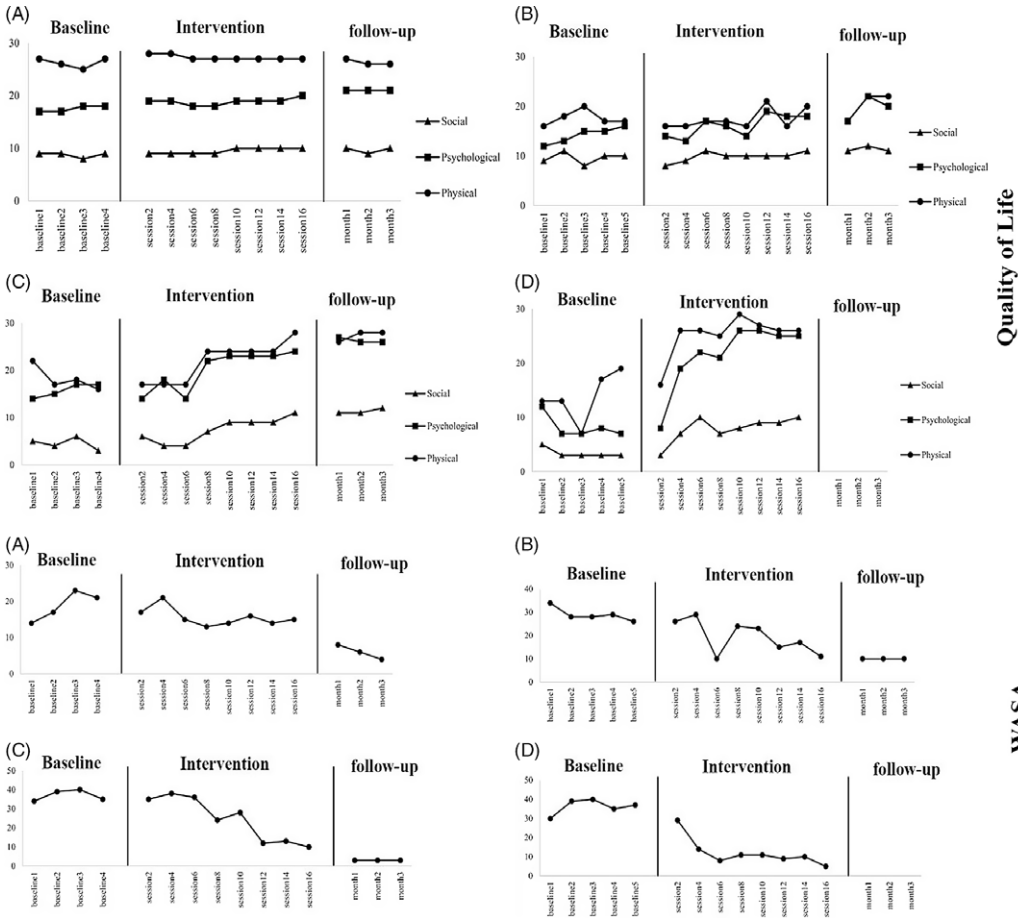 (A)
Baseline
Intervention
follow-up
30
20
10
0
Social
Psychological
Physical
baseline1
baseline2
baseline3
baseline4
session2
session4
session6
session8
session10
session12
session14
session16
month1
month2
month3
(B)
Baseline
Intervention
follow-up
30
20
10
0
Social
Psychological
Physical
baseline1
baseline2
baseline3
baseline4
baseline5
session2
session4
session6
session8
session10
session12
session14
session16
month1
month2
month3
Quality of Life
(C)
Baseline
Intervention
follow-up
30
20
10
0
Social
Psychological
Physical
baseline1
baseline2
baseline3
baseline4
session2
session4
session6
session8
session10
session12
session14
session16
month1
month2
month3
(D)
Baseline
Intervention
follow-up
30
20
10
0
Social
Psychological
Physical
baseline1
baseline2
baseline3
baseline4
baseline5
session2
session4
session6
session8
session10
session12
session14
session16
month1
month2
month3
(A)
Baseline
Intervention
follow-up
30
20
10
0
baseline1
baseline2
baseline3
baseline4
session2
session4
session6
session8
session10
session12
session14
session16
month1
month2
month3
(B)
Baseline
Intervention
follow-up
40
30
20
10
0
baseline1
baseline2
baseline3
baseline4
baseline5
session2
session4
session6
session8
session10
session12
session14
session16
month1
month2
month3
(C)
Baseline
Intervention
follow-up
50
40
30
20
10
0
baseline1
baseline2
baseline3
baseline4
session2
session4
session6
session8
session10
session12
session14
session16
month1
month2
month3
(D)
Baseline
Intervention
follow-up
50
40
30
20
10
0
baseline1
baseline2
baseline3
baseline4
baseline5
session2
session4
session6
session8
session10
session12
session14
session16
month1
month2
month3